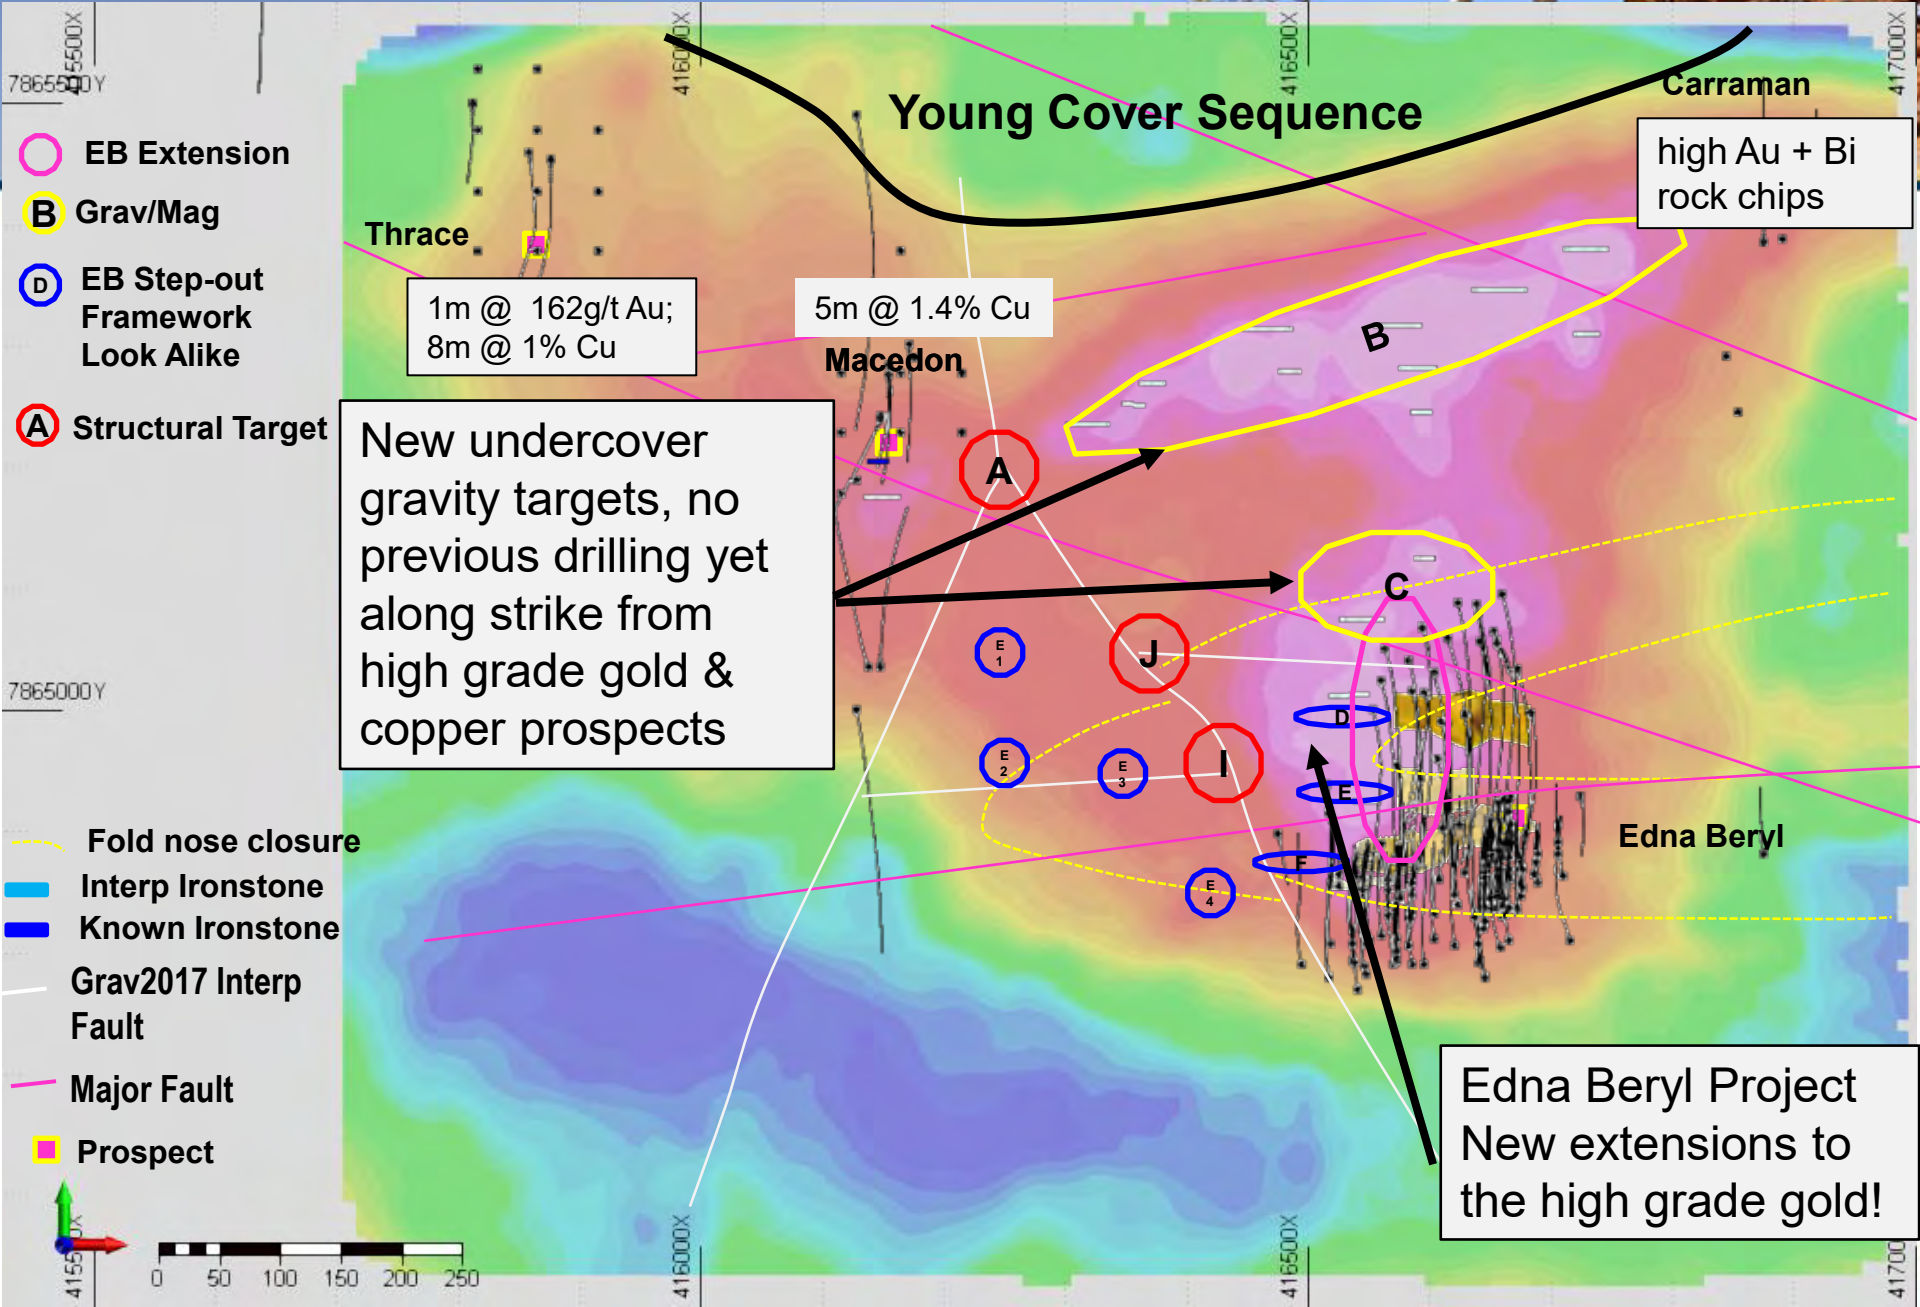 415500X
416000X
416500X
417000X
7865500Y
Young Cover Sequence
Carraman
high Au + Bi
rock chips
EB Extension
B Grav/Mag
D EB Step-out
Framework
Look Alike
A Structural Target
Thrace
1m @ 162g/t Au;
8m @ 1% Cu
5m @ 1.4% Cu
Macedon
B
New undercover
gravity targets, no
previous drilling yet
along strike from
high grade gold &
copper prospects
A
C
E
1
J
7865000Y
D
E
2
E
3
I
E
F
E
4
Edna Beryl
Fold nose closure
Interp Ironstone
Known Ironstone
Grav2017 Interp
Fault
Major Fault
Prospect
Edna Beryl Project
New extensions to
the high grade gold!
0 50 100 150 200 250
416000X
416500X